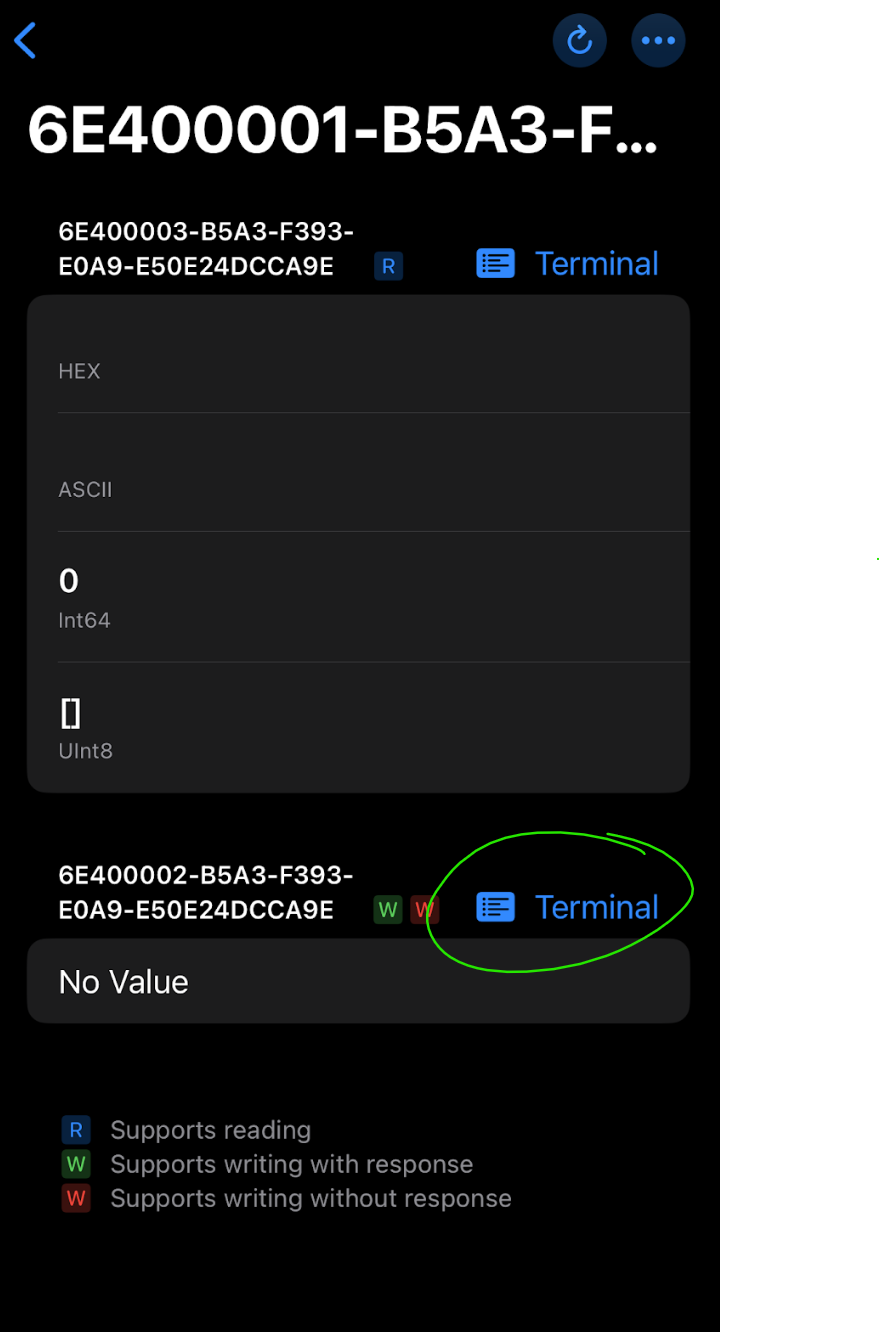 6E400001-B5A3-F...
6E400003-B5A3-F393-
E0A9-E50E24DCCA9E R Terminal
HEX
ASCII
0
Int64
[]
UInt8
6E400002-B5A3-F393-
E0A9-E50E24DCCA9E W W Terminal
No Value
R Supports reading
W Supports writing with response
W Supports writing without response